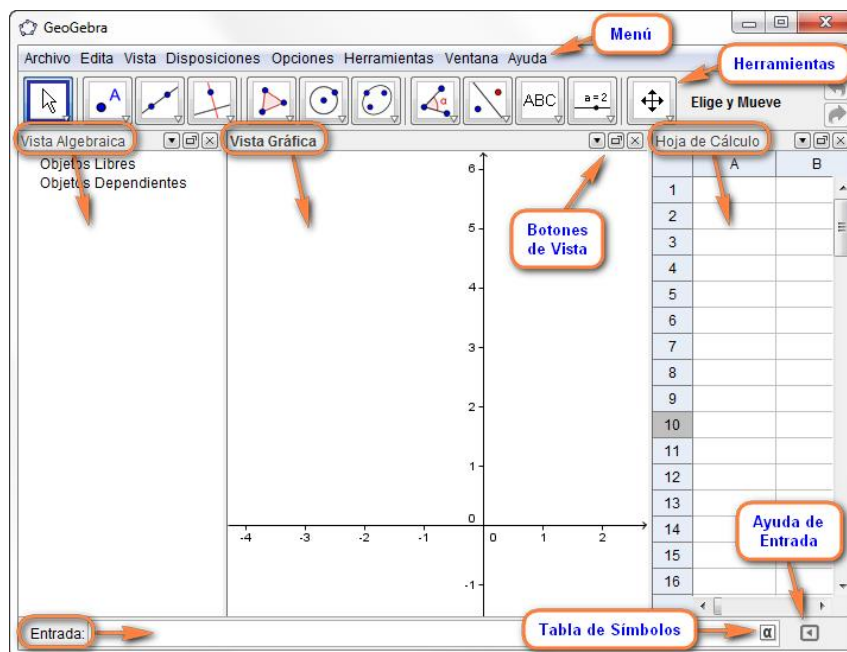 GeoGebra
Menú
Archivo Edita Vista Disposiciones Opciones Herramientas Ventana Ayuda
Herramientas
A
α
ABC
a=2
Elige y Mueve
Vista Algebraica
Vista Gráfica
Hoja de Cálculo
Objetos Libres
Objetos Dependientes
Botones
de Vista
A B
1
2
3
4
5
6
7
8
9
10
11
12
13
14
15
16
6
5
4
3
2
1
0
-1
-4 -3 -2 -1 0 1 2
Ayuda de
Entrada
Entrada:
Tabla de Símbolos
α